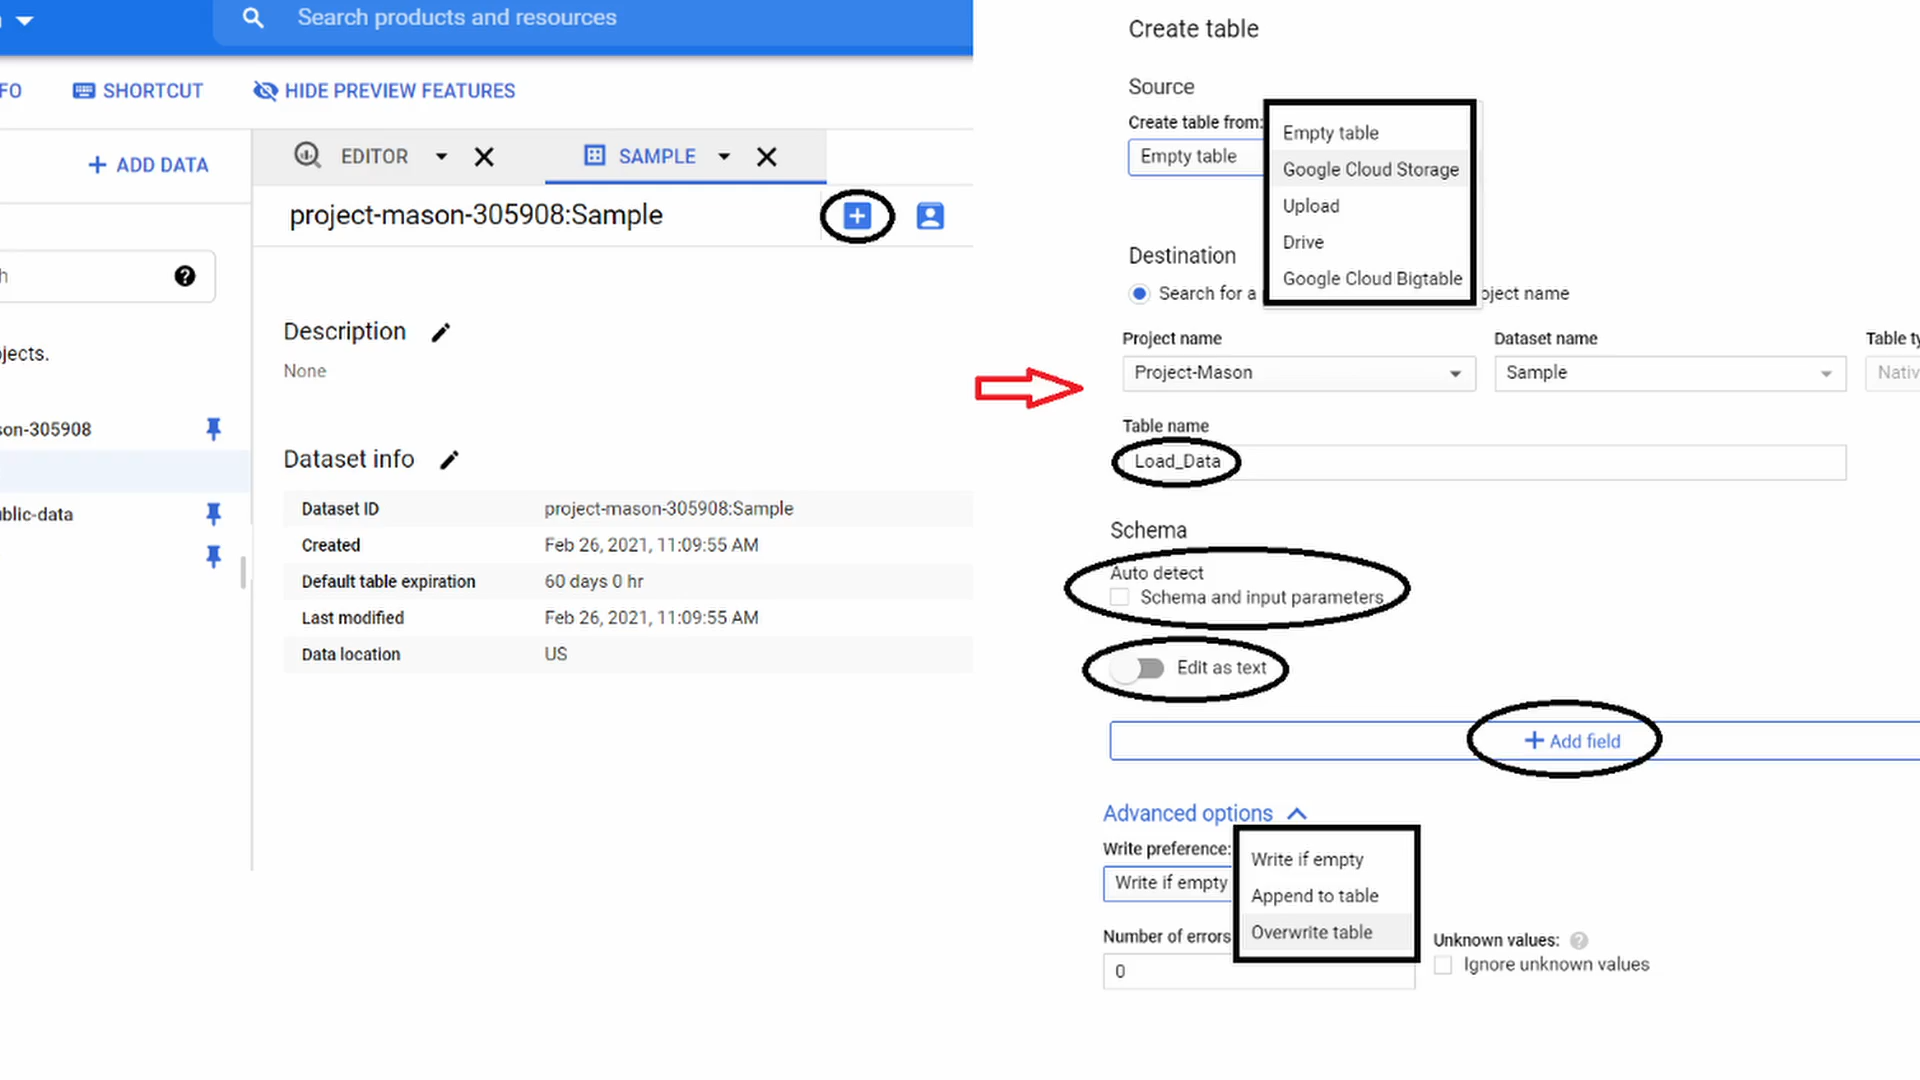 Search products and resources
FO
SHORTCUT
HIDE PREVIEW FEATURES
+ ADD DATA
EDITOR
SAMPLE
project-mason-305908:Sample
h
Description
None
ojects.
son-305908
Dataset info
Dataset ID project-mason-305908:Sample
ublic-data
Created Feb 26, 2021, 11:09:55 AM
Default table expiration 60 days 0 hr
Last modified Feb 26, 2021, 11:09:55 AM
Data location US
Create table
Source
Create table from:
Empty table
Empty table
Google Cloud Storage
Upload
Drive
Google Cloud Bigtable
Destination
Search for a
oject name
Project name
Dataset name
Table ty
Project-Mason
Sample
Nativ
Table name
Load_Data
Schema
Auto detect
Schema and input parameters
Edit as text
+ Add field
Advanced options
Write preference:
Write if empty
Write if empty
Append to table
Overwrite table
Number of errors
0
Unknown values: ?
Ignore unknown values